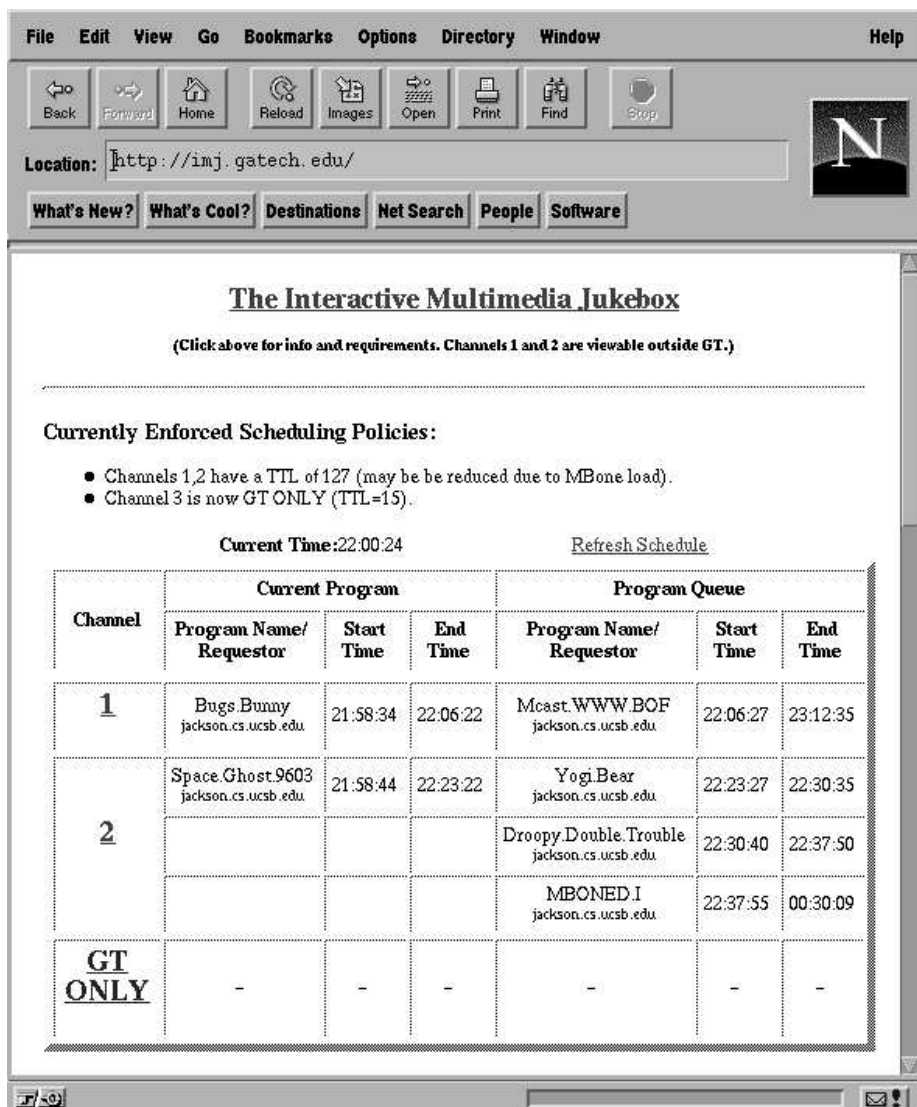 File Edit View Go Bookmarks Options Directory Window Help
Back Forward Home Reload Images Open Print Find Stop
Location: http://imj.gatech.edu/
N
What's New? What's Cool? Destinations Net Search People Software
The Interactive Multimedia Jukebox
(Click above for info and requirements. Channels 1 and 2 are viewable outside GT.)
Currently Enforced Scheduling Policies:
● Channels 1,2 have a TTL of 127 (may be be reduced due to MBone load).
● Channel 3 is now GT ONLY (TTL=15).
Current Time:22:00:24 Refresh Schedule
Channel Current Program Program Queue
Program Name/ Requestor Start Time End Time Program Name/ Requestor Start Time End Time
1 Bugs.Bunny jackson.cs.ucsb.edu 21:58:34 22:06:22 Mcast.WWW.BOF jackson.cs.ucsb.edu 22:06:27 23:12:35
2 Space.Ghost.9603 jackson.cs.ucsb.edu 21:58:44 22:23:22 Yogi.Bear jackson.cs.ucsb.edu 22:23:27 22:30:35
Droopy.Double.Trouble jackson.cs.ucsb.edu 22:30:40 22:37:50
MBONED.I jackson.cs.ucsb.edu 22:37:55 00:30:09
GT ONLY - - - - - -